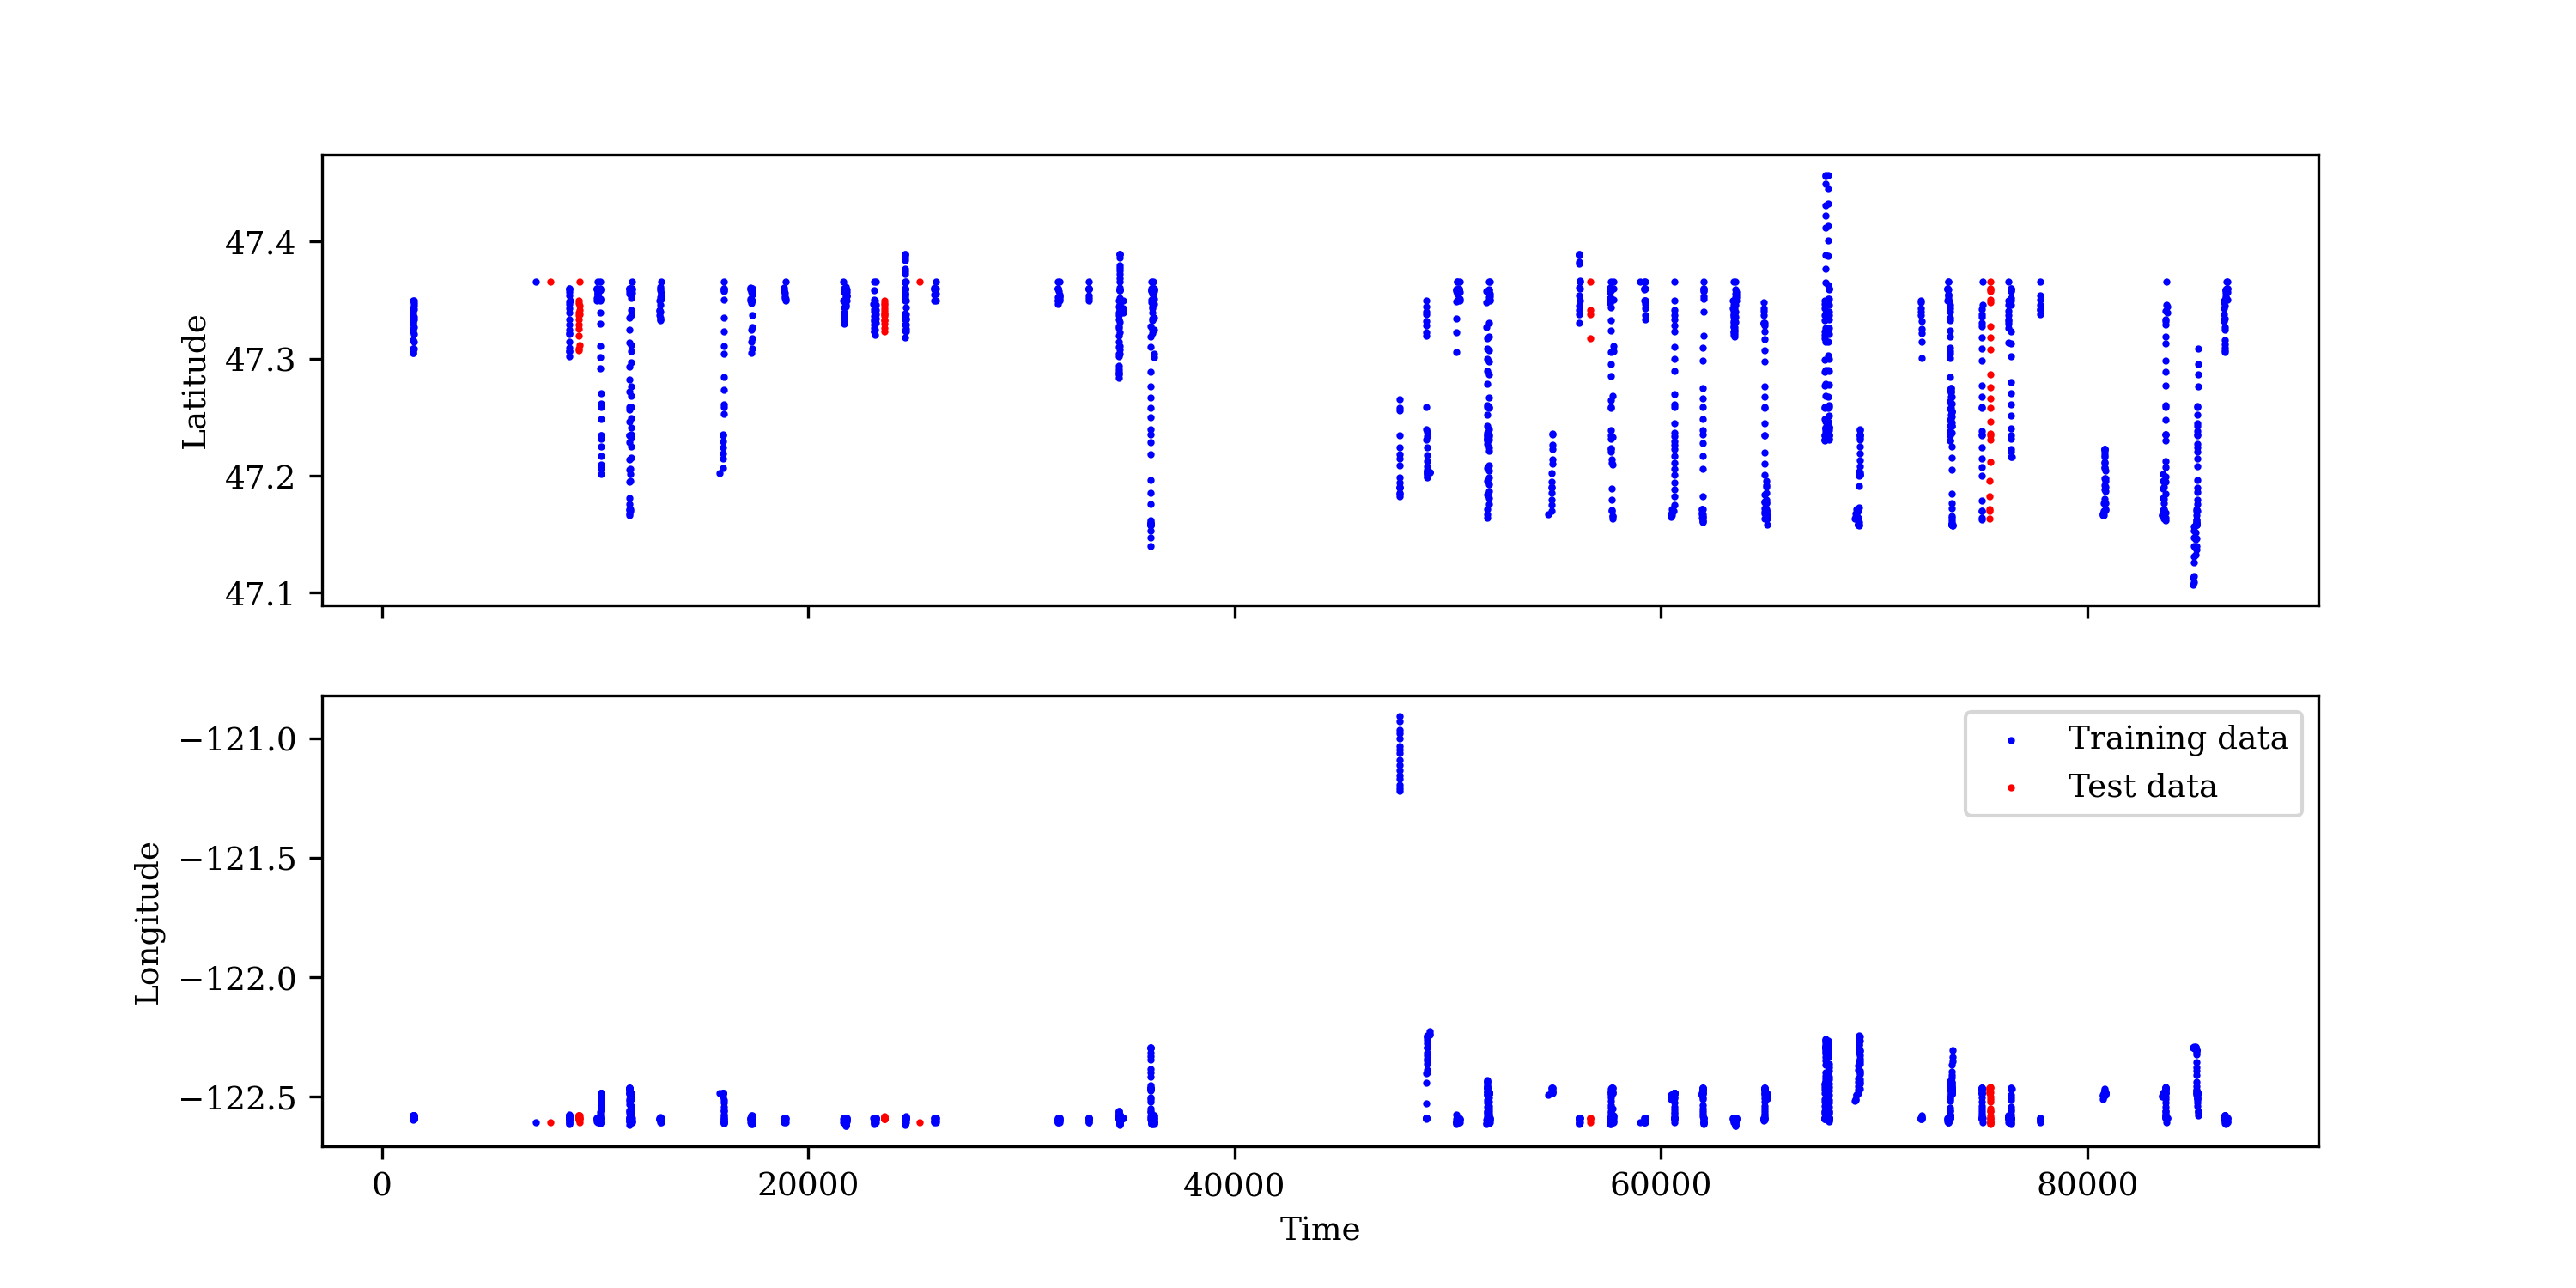 47.4
47.3
47.2
47.1
Latitude
−121.0
−121.5
−122.0
−122.5
Longitude
Training data
Test data
0
20000
40000
60000
80000
Time